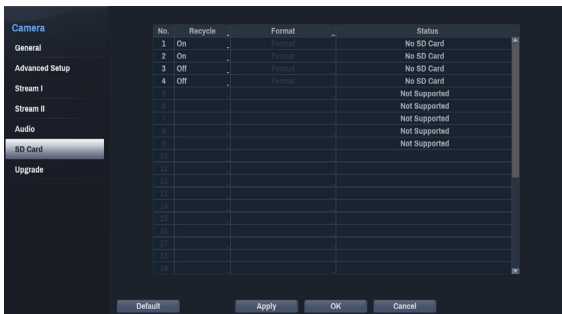 Camera
General
Advanced Setup
Stream I
Stream II
Audio
SD Card
Upgrade
No. Recycle Format Status
1 On Format No SD Card
2 On Format No SD Card
3 Off Format No SD Card
4 Off Format No SD Card
5 Not Supported
6 Not Supported
7 Not Supported
8 Not Supported
9 Not Supported
10
11
12
13
14
15
16
17
18
19
Default Apply OK Cancel